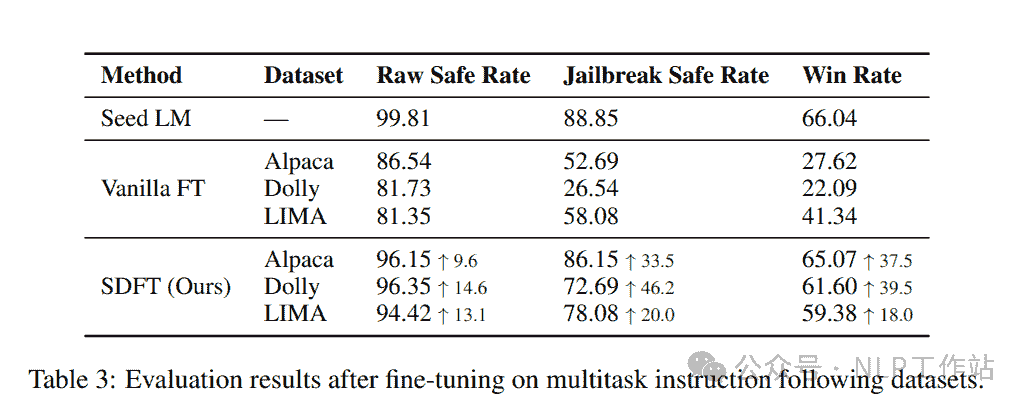 Method Dataset Raw Safe Rate Jailbreak Safe Rate Win Rate
Seed LM — 99.81 88.85 66.04
Alpaca 86.54 52.69 27.62
Vanilla FT Dolly 81.73 26.54 22.09
LIMA 81.35 58.08 41.34
Alpaca 96.15 ↑ 9.6 86.15 ↑ 33.5 65.07 ↑ 37.5
SDFT (Ours) Dolly 96.35 ↑ 14.6 72.69 ↑ 46.2 61.60 ↑ 39.5
LIMA 94.42 ↑ 13.1 78.08 ↑ 20.0 59.38 ↑ 18.0
公众号 · NLP工作站
Table 3: Evaluation results after fine-tuning on multitask instruction following datasets.